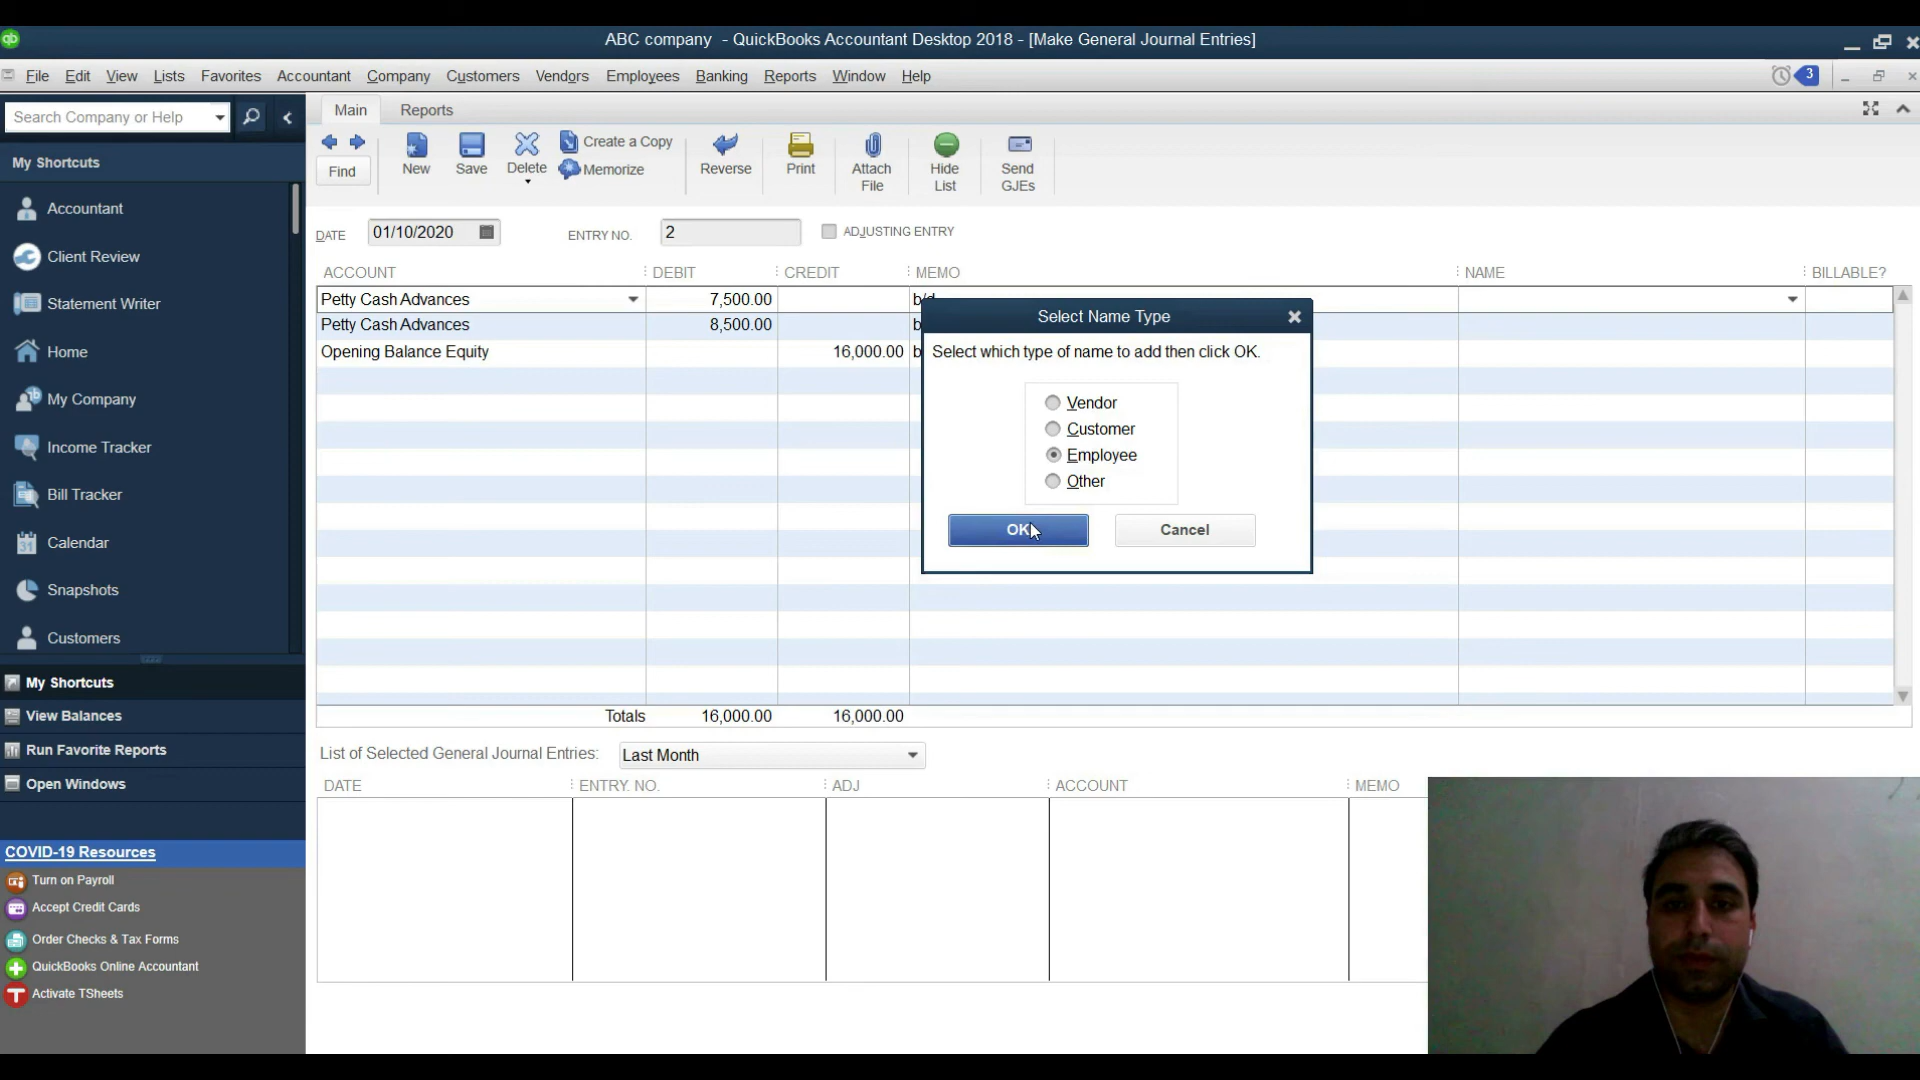 qb
ABC company - QuickBooks Accountant Desktop 2018 - [Make General Journal Entries]
File Edit View Lists Favorites Accountant Company Customers Vendors Employees Banking Reports Window Help
3
Search Company or Help
Main Reports
My Shortcuts
Find
New
Save
Delete
Create a Copy
Memorize
Reverse
Print
Attach File
Hide List
Send GJEs
Accountant
Client Review
Statement Writer
Home
My Company
Income Tracker
Bill Tracker
Calendar
Snapshots
Customers
My Shortcuts
View Balances
Run Favorite Reports
Open Windows
COVID-19 Resources
Turn on Payroll
Accept Credit Cards
Order Checks & Tax Forms
QuickBooks Online Accountant
Activate TSheets
DATE 01/10/2020 ENTRY NO. 2 ADJUSTING ENTRY
ACCOUNT DEBIT CREDIT MEMO NAME BILLABLE?
Petty Cash Advances 7,500.00 b/d
Petty Cash Advances 8,500.00
Opening Balance Equity 16,000.00
Select Name Type
Select which type of name to add then click OK.
Vendor
Customer
Employee
Other
OK Cancel
Totals 16,000.00 16,000.00
List of Selected General Journal Entries: Last Month
DATE ENTRY. NO. ADJ ACCOUNT MEMO